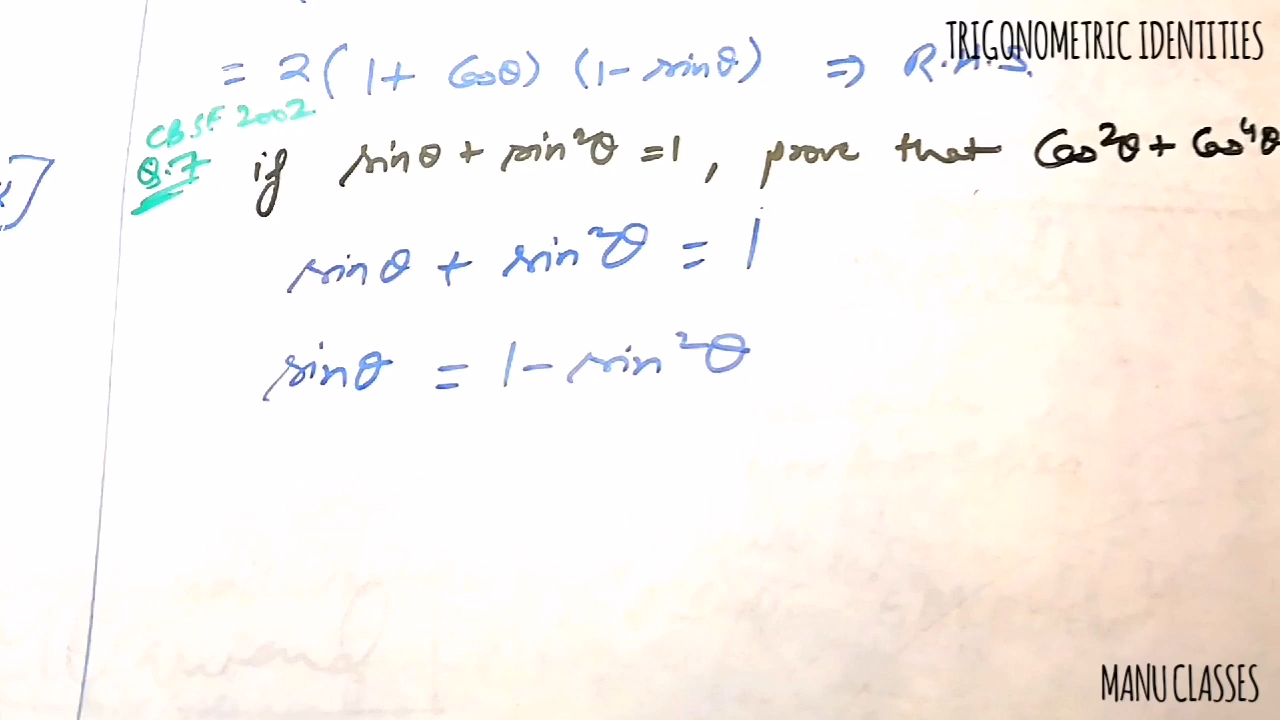 TRIGONOMETRIC IDENTITIES
= 2(1+ Cosθ) (1- sinθ) ⇒ R.H.S.
CBSE 2002
Q.7 if sinθ + sin²θ =1, prove that Cos²θ + Cos⁴θ
sinθ + sin²θ = 1
sinθ = 1- sin²θ
MANU CLASSES